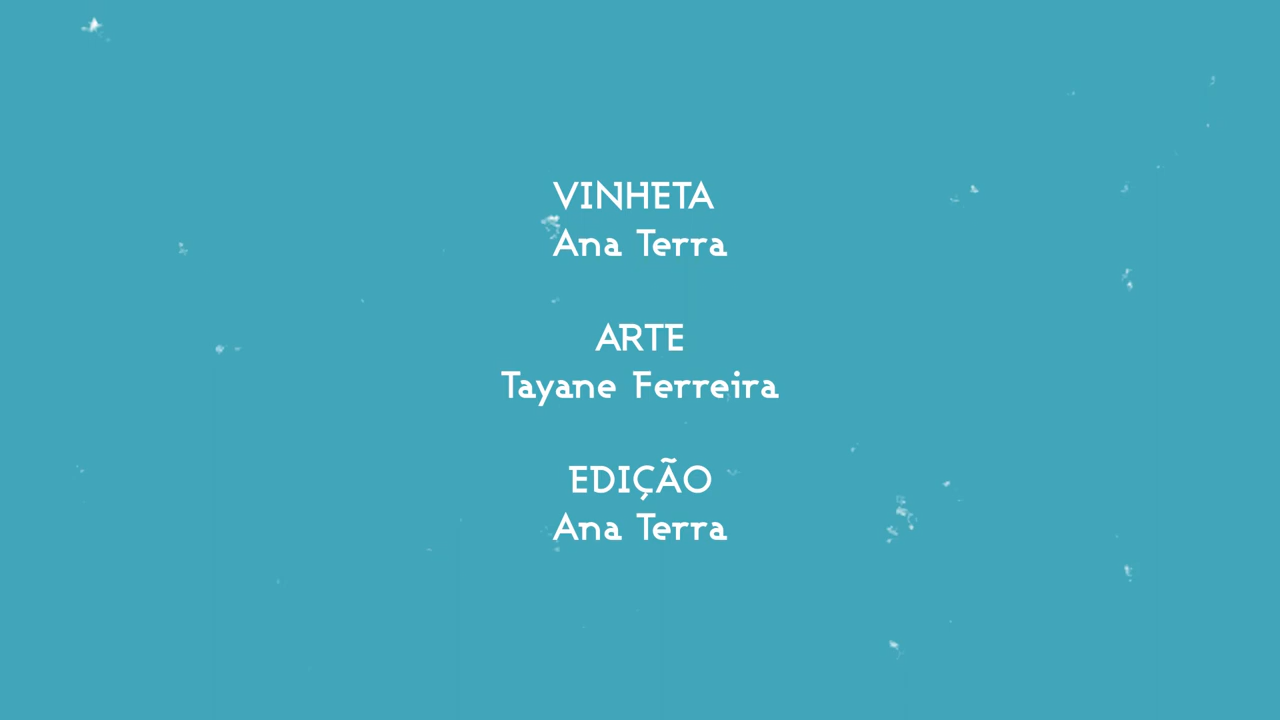 VINHETA
Ana Terra
ARTE
Tayane Ferreira
EDIÇÃO
Ana Terra